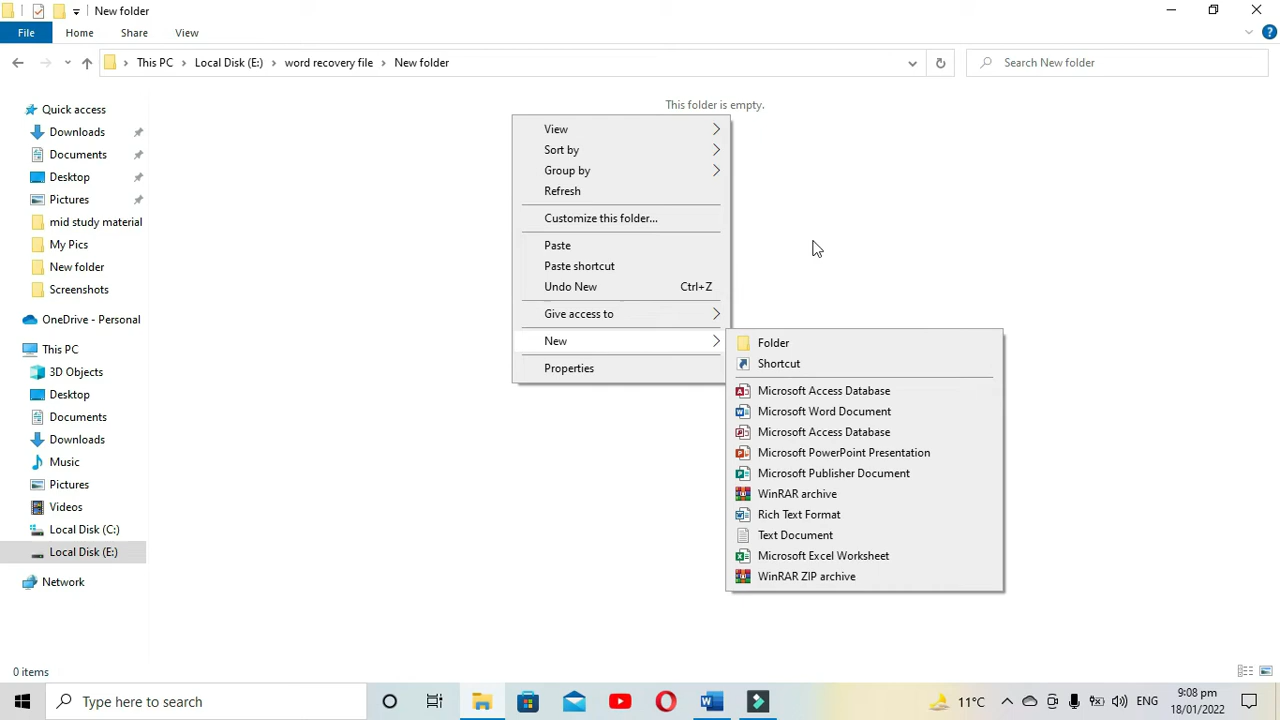 New folder
File Home Share View
This PC Local Disk (E:) word recovery file New folder
Search New folder
Quick access
Downloads
Documents
Desktop
Pictures
mid study material
My Pics
New folder
Screenshots
OneDrive - Personal
This PC
3D Objects
Desktop
Documents
Downloads
Music
Pictures
Videos
Local Disk (C:)
Local Disk (E:)
Network
This folder is empty.
View
Sort by
Group by
Refresh
Customize this folder...
Paste
Paste shortcut
Undo New Ctrl+Z
Give access to
New
Properties
Folder
Shortcut
Microsoft Access Database
Microsoft Word Document
Microsoft Access Database
Microsoft PowerPoint Presentation
Microsoft Publisher Document
WinRAR archive
Rich Text Format
Text Document
Microsoft Excel Worksheet
WinRAR ZIP archive
0 items
Type here to search
11°C
ENG
9:08 pm
18/01/2022